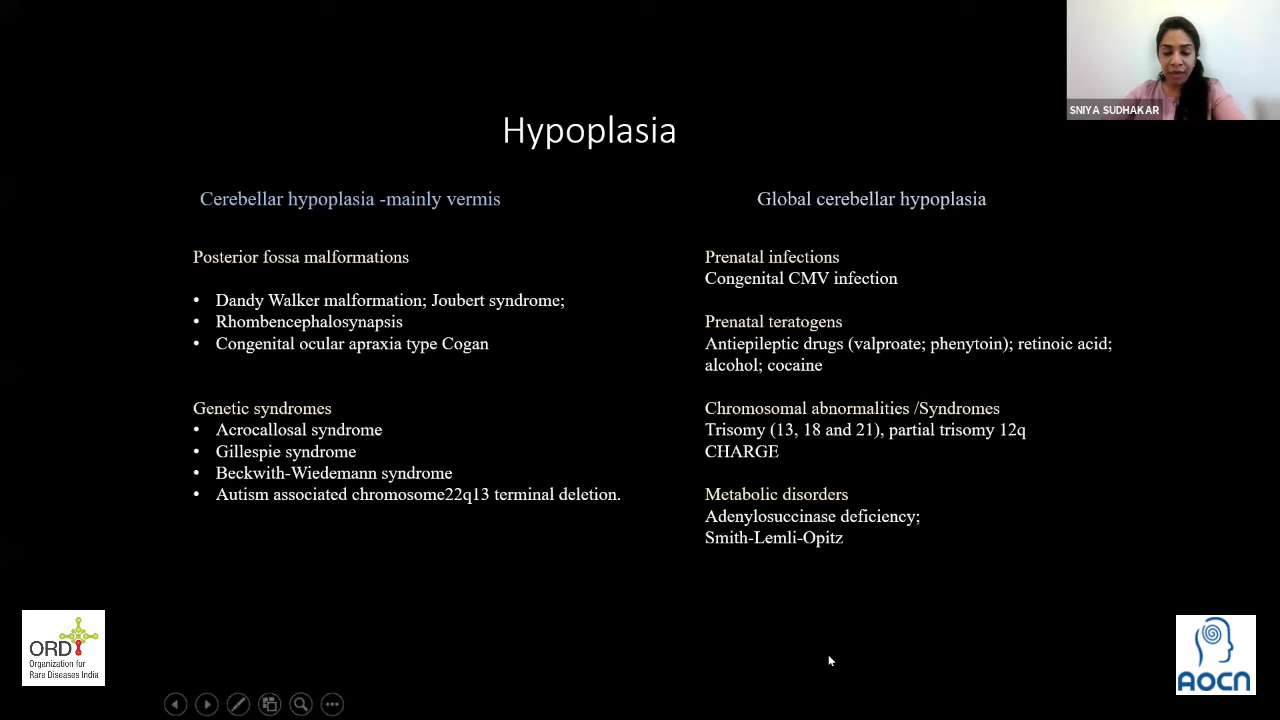 SNIYA SUDHAKAR
Hypoplasia
Cerebellar hypoplasia -mainly vermis
Posterior fossa malformations
• Dandy Walker malformation; Joubert syndrome;
• Rhombencephalosynapsis
• Congenital ocular apraxia type Cogan
Genetic syndromes
• Acrocallosal syndrome
• Gillespie syndrome
• Beckwith-Wiedemann syndrome
• Autism associated chromosome22q13 terminal deletion.
Global cerebellar hypoplasia
Prenatal infections
Congenital CMV infection
Prenatal teratogens
Antiepileptic drugs (valproate; phenytoin); retinoic acid;
alcohol; cocaine
Chromosomal abnormalities /Syndromes
Trisomy (13, 18 and 21), partial trisomy 12q
CHARGE
Metabolic disorders
Adenylosuccinase deficiency;
Smith-Lemli-Opitz
ORDI
Organization for
Rare Diseases India
AOCN